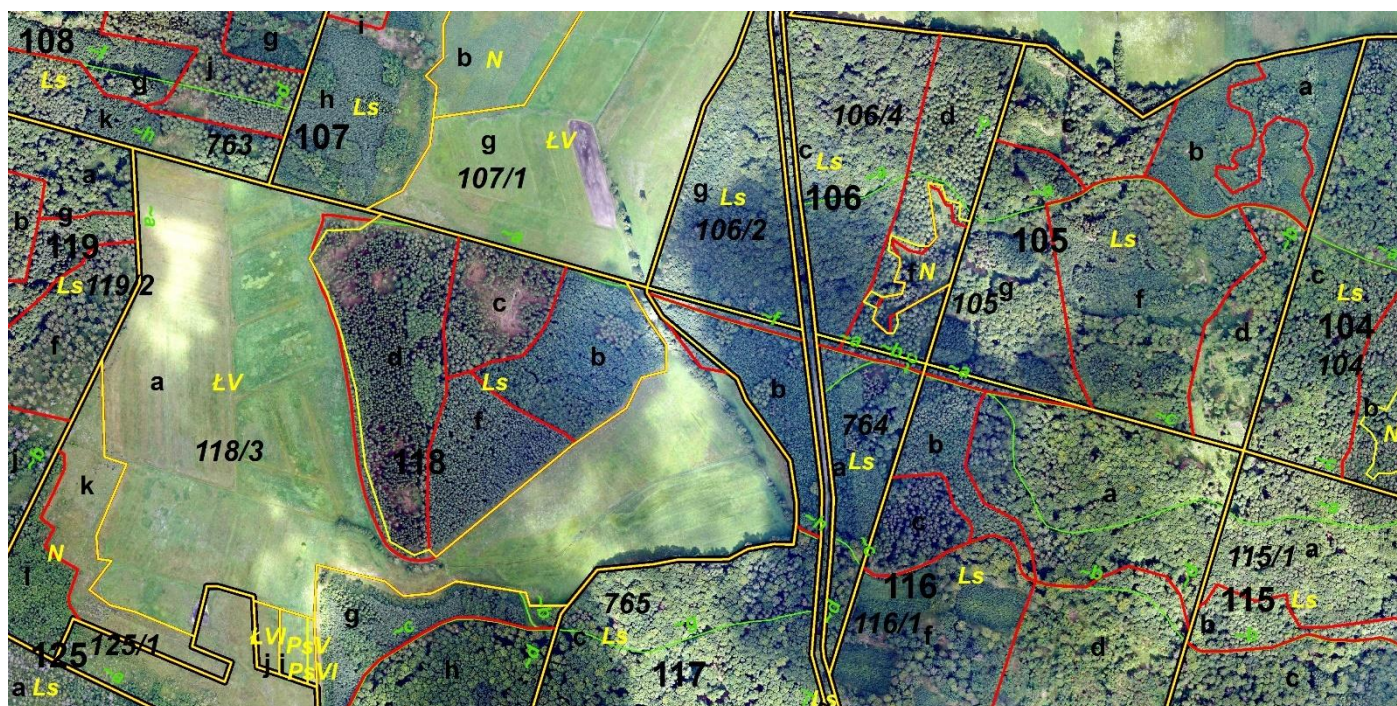 108
g
i
b
N
Ls
g
j
h
Ls
k
~h
763
107
g
ŁV
107/1
106/4
d
c
Ls
106
c
a
b
g
Ls
106/2
a
b
g
119
Ls
119/2
f
~a
105
Ls
N
105
g
f
d
c
Ls
104
104
b
N
a
ŁV
118/3
d
c
b
Ls
f
118
b
764
a
Ls
b
c
a
k
j
N
l
125/1
125
a
Ls
ŁVI
PsV
PsVI
j
i
g
765
c
Ls
h
117
116
Ls
116/1
f
d
115/1
a
115
Ls
b
c
Ls